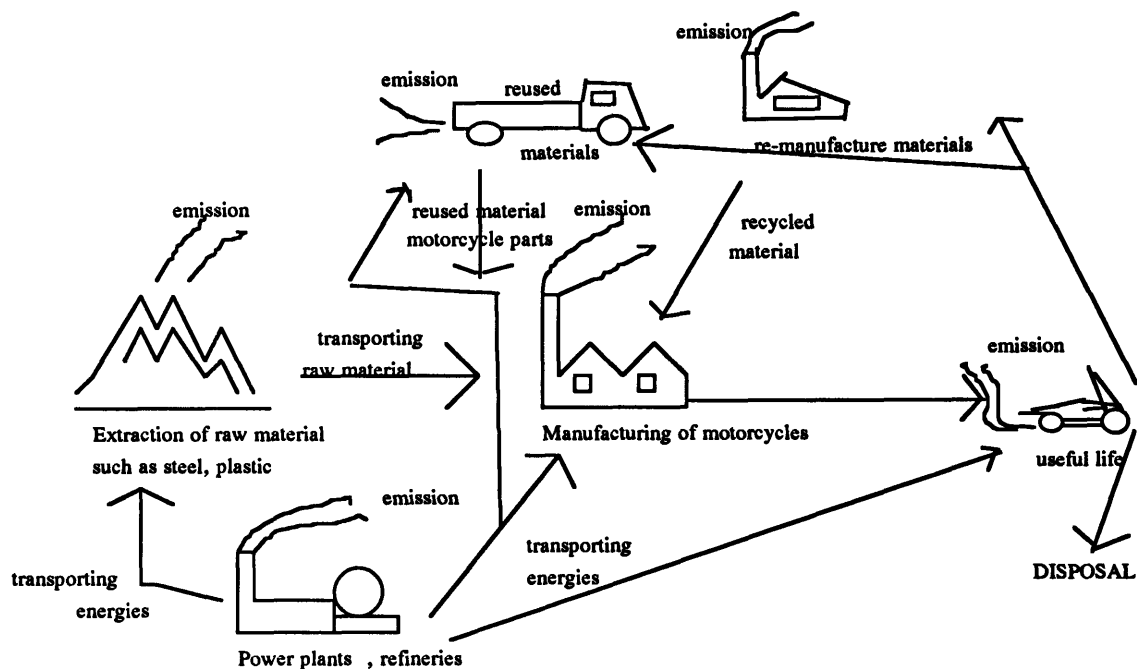 emission
emission
reused
materials
re-manufacture materials
emission
reused material
motorcycle parts
emission
recycled
material
transporting
raw material
emission
Extraction of raw material
such as steel, plastic
Manufacturing of motorcycles
useful life
emission
transporting
energies
transporting
energies
DISPOSAL
Power plants , refineries